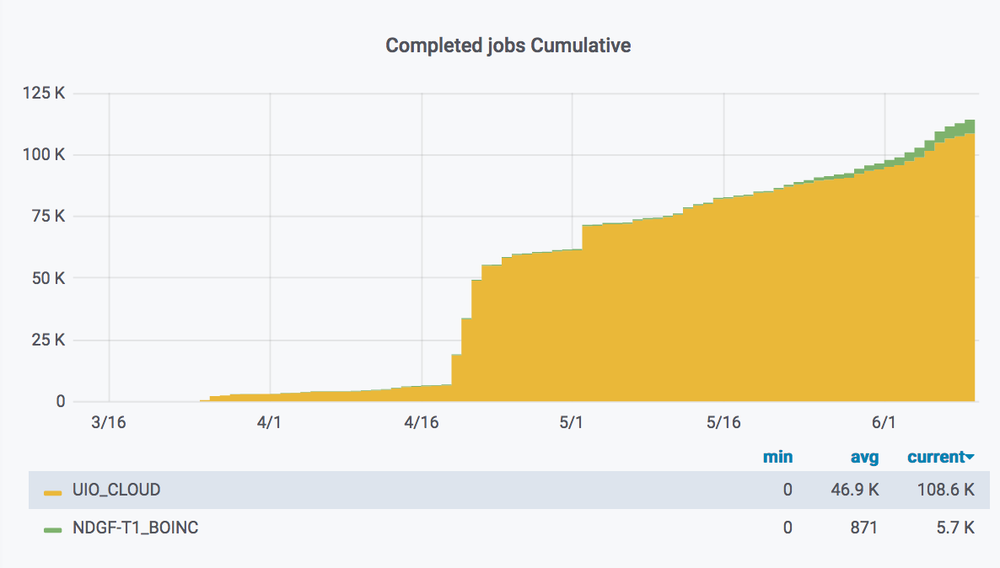 Completed jobs Cumulative
125 K
100 K
75 K
50 K
25 K
0
3/16 4/1 4/16 5/1 5/16 6/1
min avg current
UIO_CLOUD 0 46.9 K 108.6 K
NDGF-T1_BOINC 0 871 5.7 K